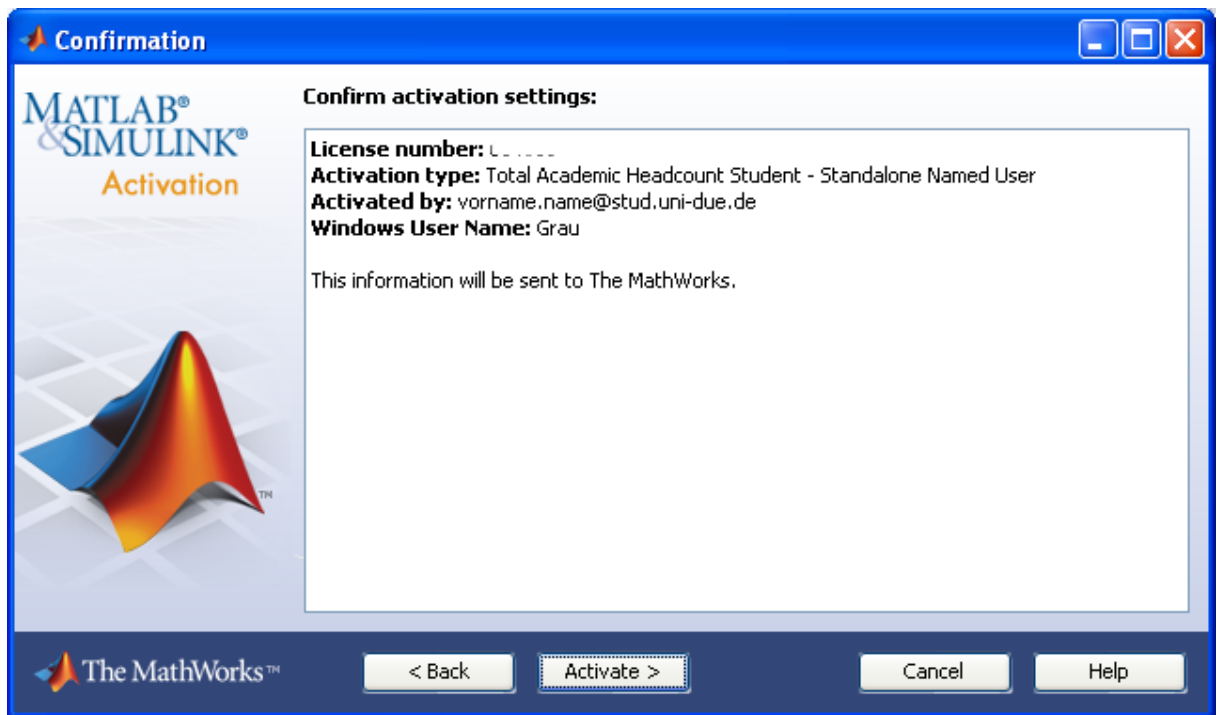 Confirmation
MATLAB®
&SIMULINK®
Activation
Confirm activation settings:
License number:
Activation type: Total Academic Headcount Student - Standalone Named User
Activated by: vorname.name@stud.uni-due.de
Windows User Name: Grau
This information will be sent to The MathWorks.
TM
The MathWorks™
< Back
Activate >
Cancel
Help